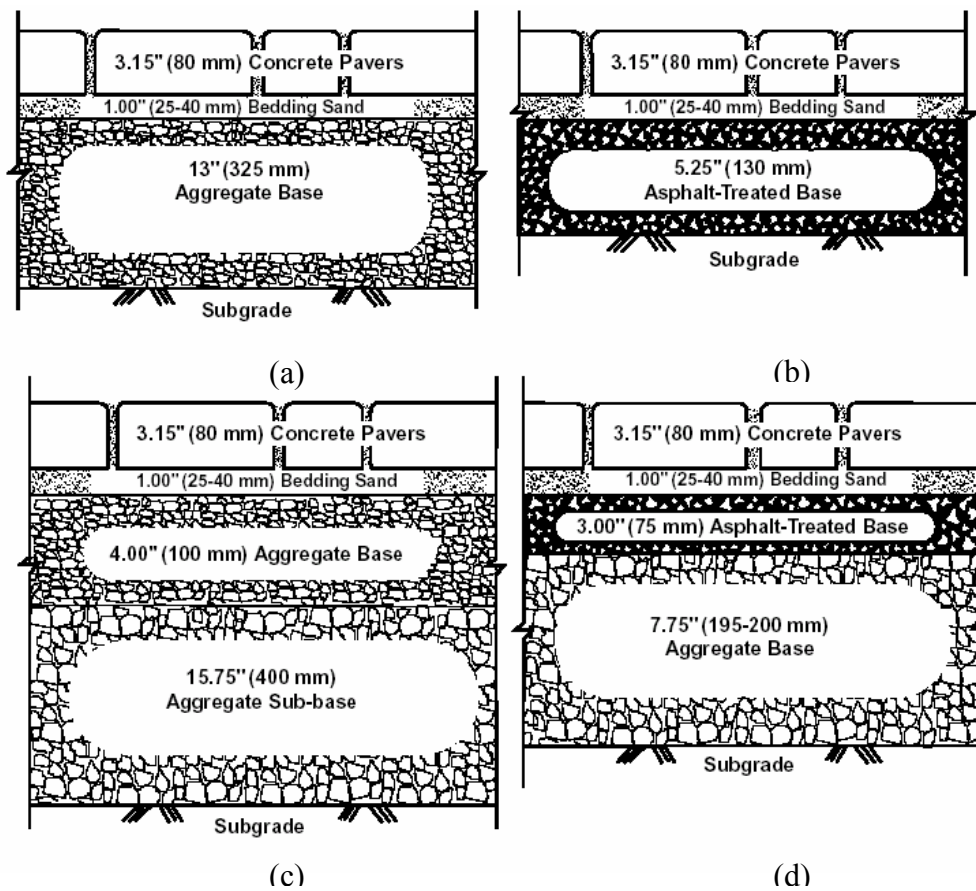 3.15" (80 mm) Concrete Pavers
1.00" (25-40 mm) Bedding Sand
13" (325 mm)
Aggregate Base
Subgrade
(a)
3.15" (80 mm) Concrete Pavers
1.00" (25-40 mm) Bedding Sand
5.25" (130 mm)
Asphalt-Treated Base
Subgrade
(b)
3.15" (80 mm) Concrete Pavers
1.00" (25-40 mm) Bedding Sand
4.00" (100 mm) Aggregate Base
15.75" (400 mm)
Aggregate Sub-base
Subgrade
(c)
3.15" (80 mm) Concrete Pavers
1.00" (25-40 mm) Bedding Sand
3.00" (75 mm) Asphalt-Treated Base
7.75" (195-200 mm)
Aggregate Base
Subgrade
(d)